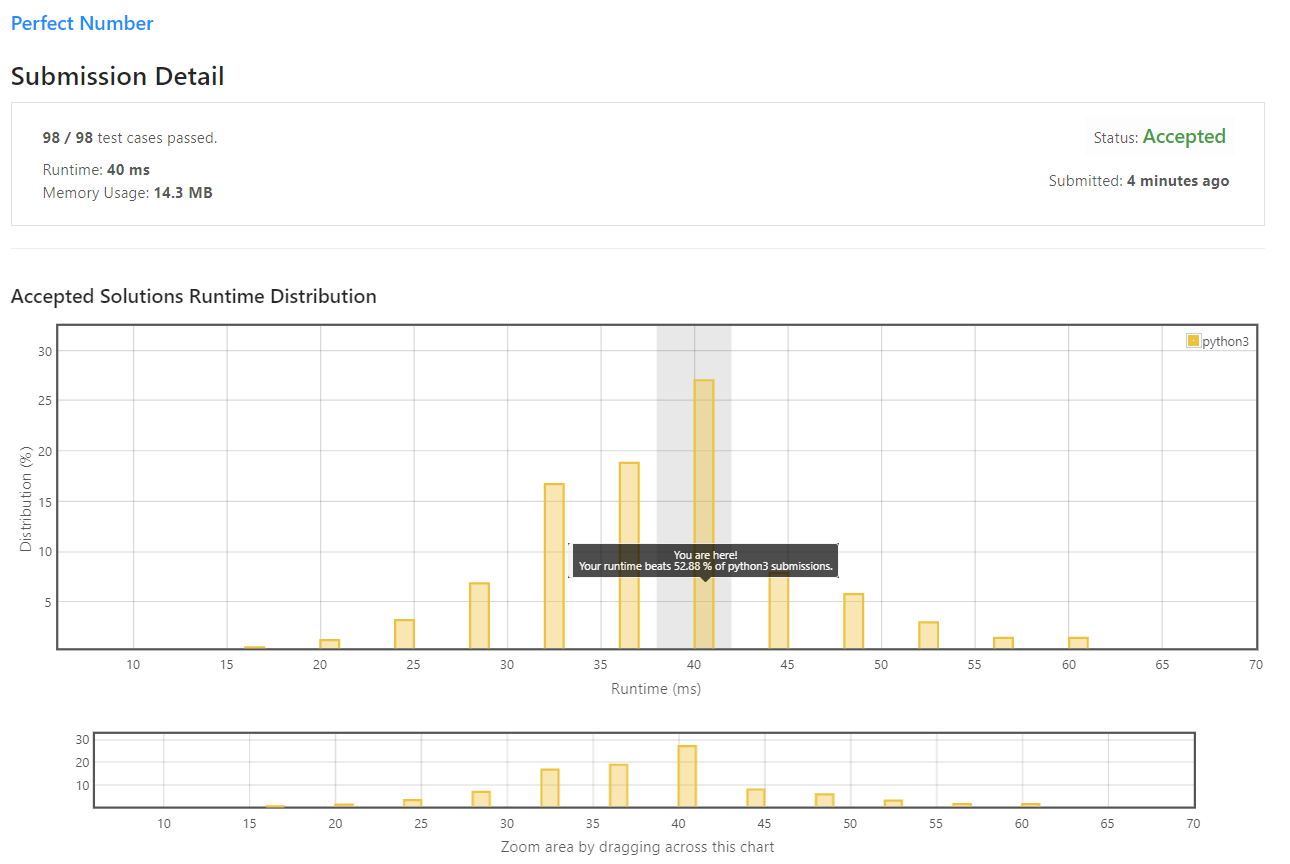 Perfect Number
Submission Detail
98 / 98 test cases passed.
Status: Accepted
Runtime: 40 ms
Memory Usage: 14.3 MB
Submitted: 4 minutes ago
Accepted Solutions Runtime Distribution
python3
Distribution (%)
30
25
20
15
10
5
You are here!
Your runtime beats 52.88 % of python3 submissions.
10 15 20 25 30 35 40 45 50 55 60 65 70
Runtime (ms)
30
20
10
10 15 20 25 30 35 40 45 50 55 60 65 70
Zoom area by dragging across this chart